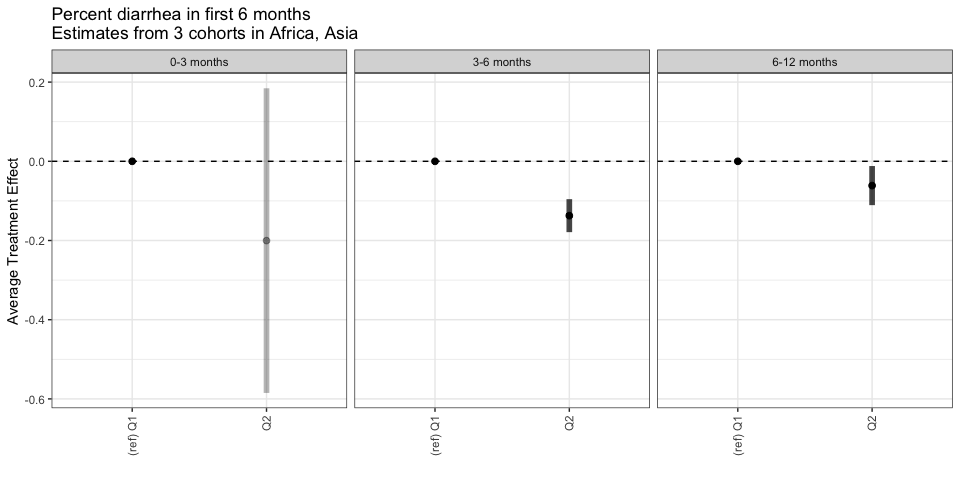 Percent diarrhea in first 6 months
Estimates from 3 cohorts in Africa, Asia
0-3 months
3-6 months
6-12 months
Average Treatment Effect
0.2
0.0
-0.2
-0.4
-0.6
(ref) Q1
Q2
(ref) Q1
Q2
(ref) Q1
Q2